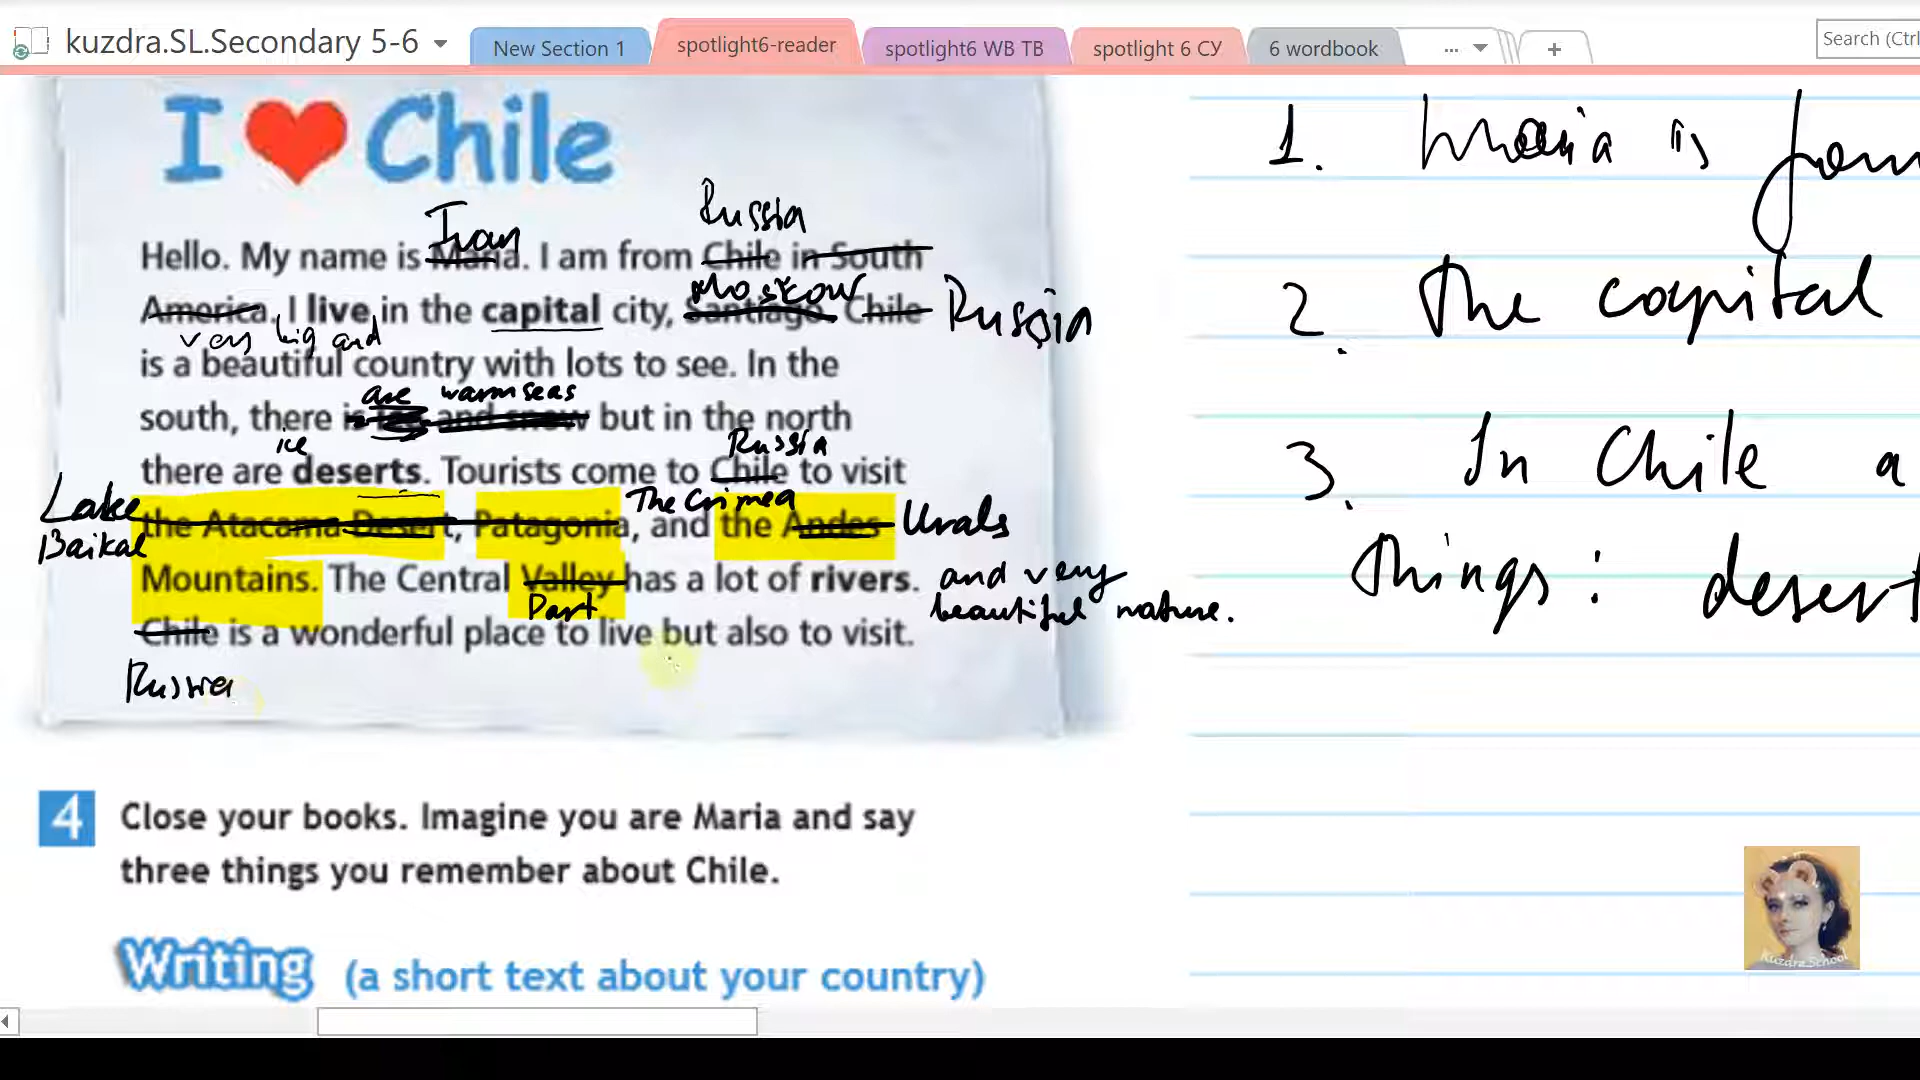 kuzdra.SL.Secondary 5-6
New Section 1
spotlight6-reader
spotlight6 WB TB
spotlight 6 СУ
6 wordbook
...
+
Search (Ctrl
I ❤ Chile
Ivan
Russia
Hello. My name is Maria. I am from Chile in South
Moskow
America. I live in the capital city, Santiago. Chile Russia
very big and
is a beautiful country with lots to see. In the
are warm seas
south, there is ice and snow but in the north
ice
Russia
there are deserts. Tourists come to Chile to visit
Lake
The Crimea
the Atacama Desert, Patagonia, and the Andes Urals
Baikal
Mountains. The Central Valley has a lot of rivers. and very
Part
beautiful nature.
Chile is a wonderful place to live but also to visit.
Russia
1. Maria is
2. The capital
3. In Chile a
things: desert
4 Close your books. Imagine you are Maria and say
three things you remember about Chile.
Writing (a short text about your country)
Kuzdra School